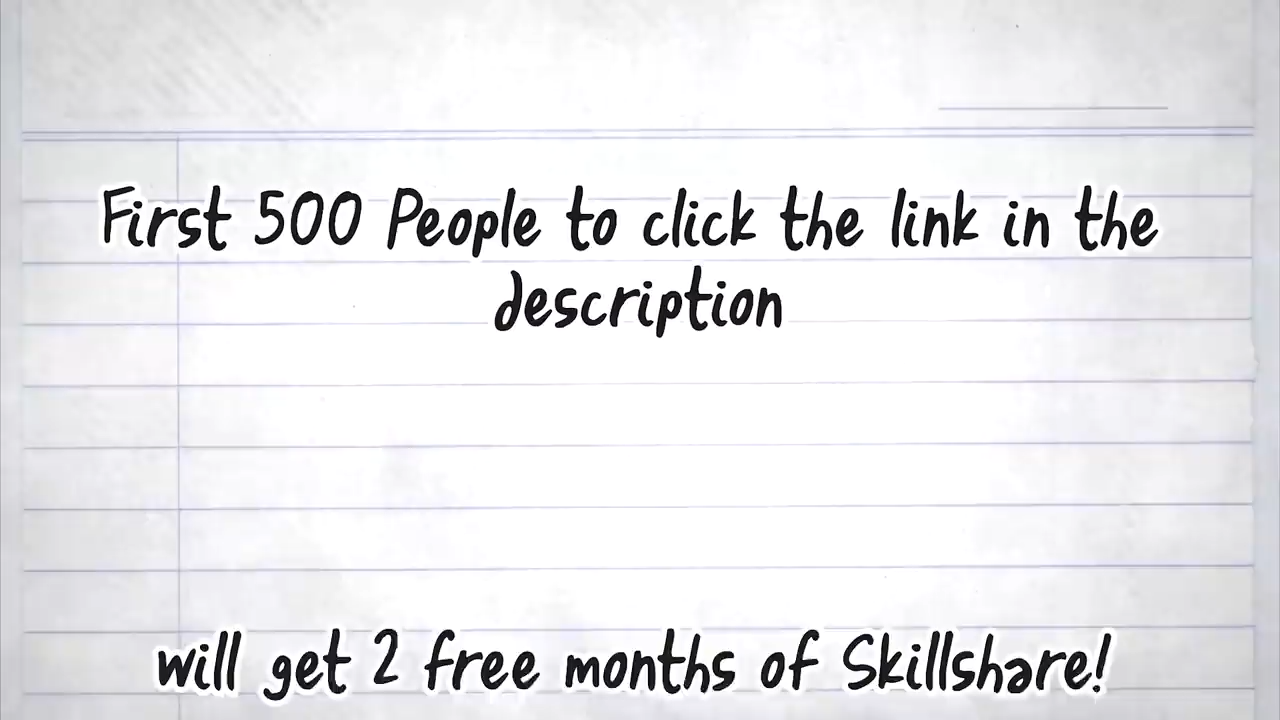 First 500 People to click the link in the
description
will get 2 free months of Skillshare!